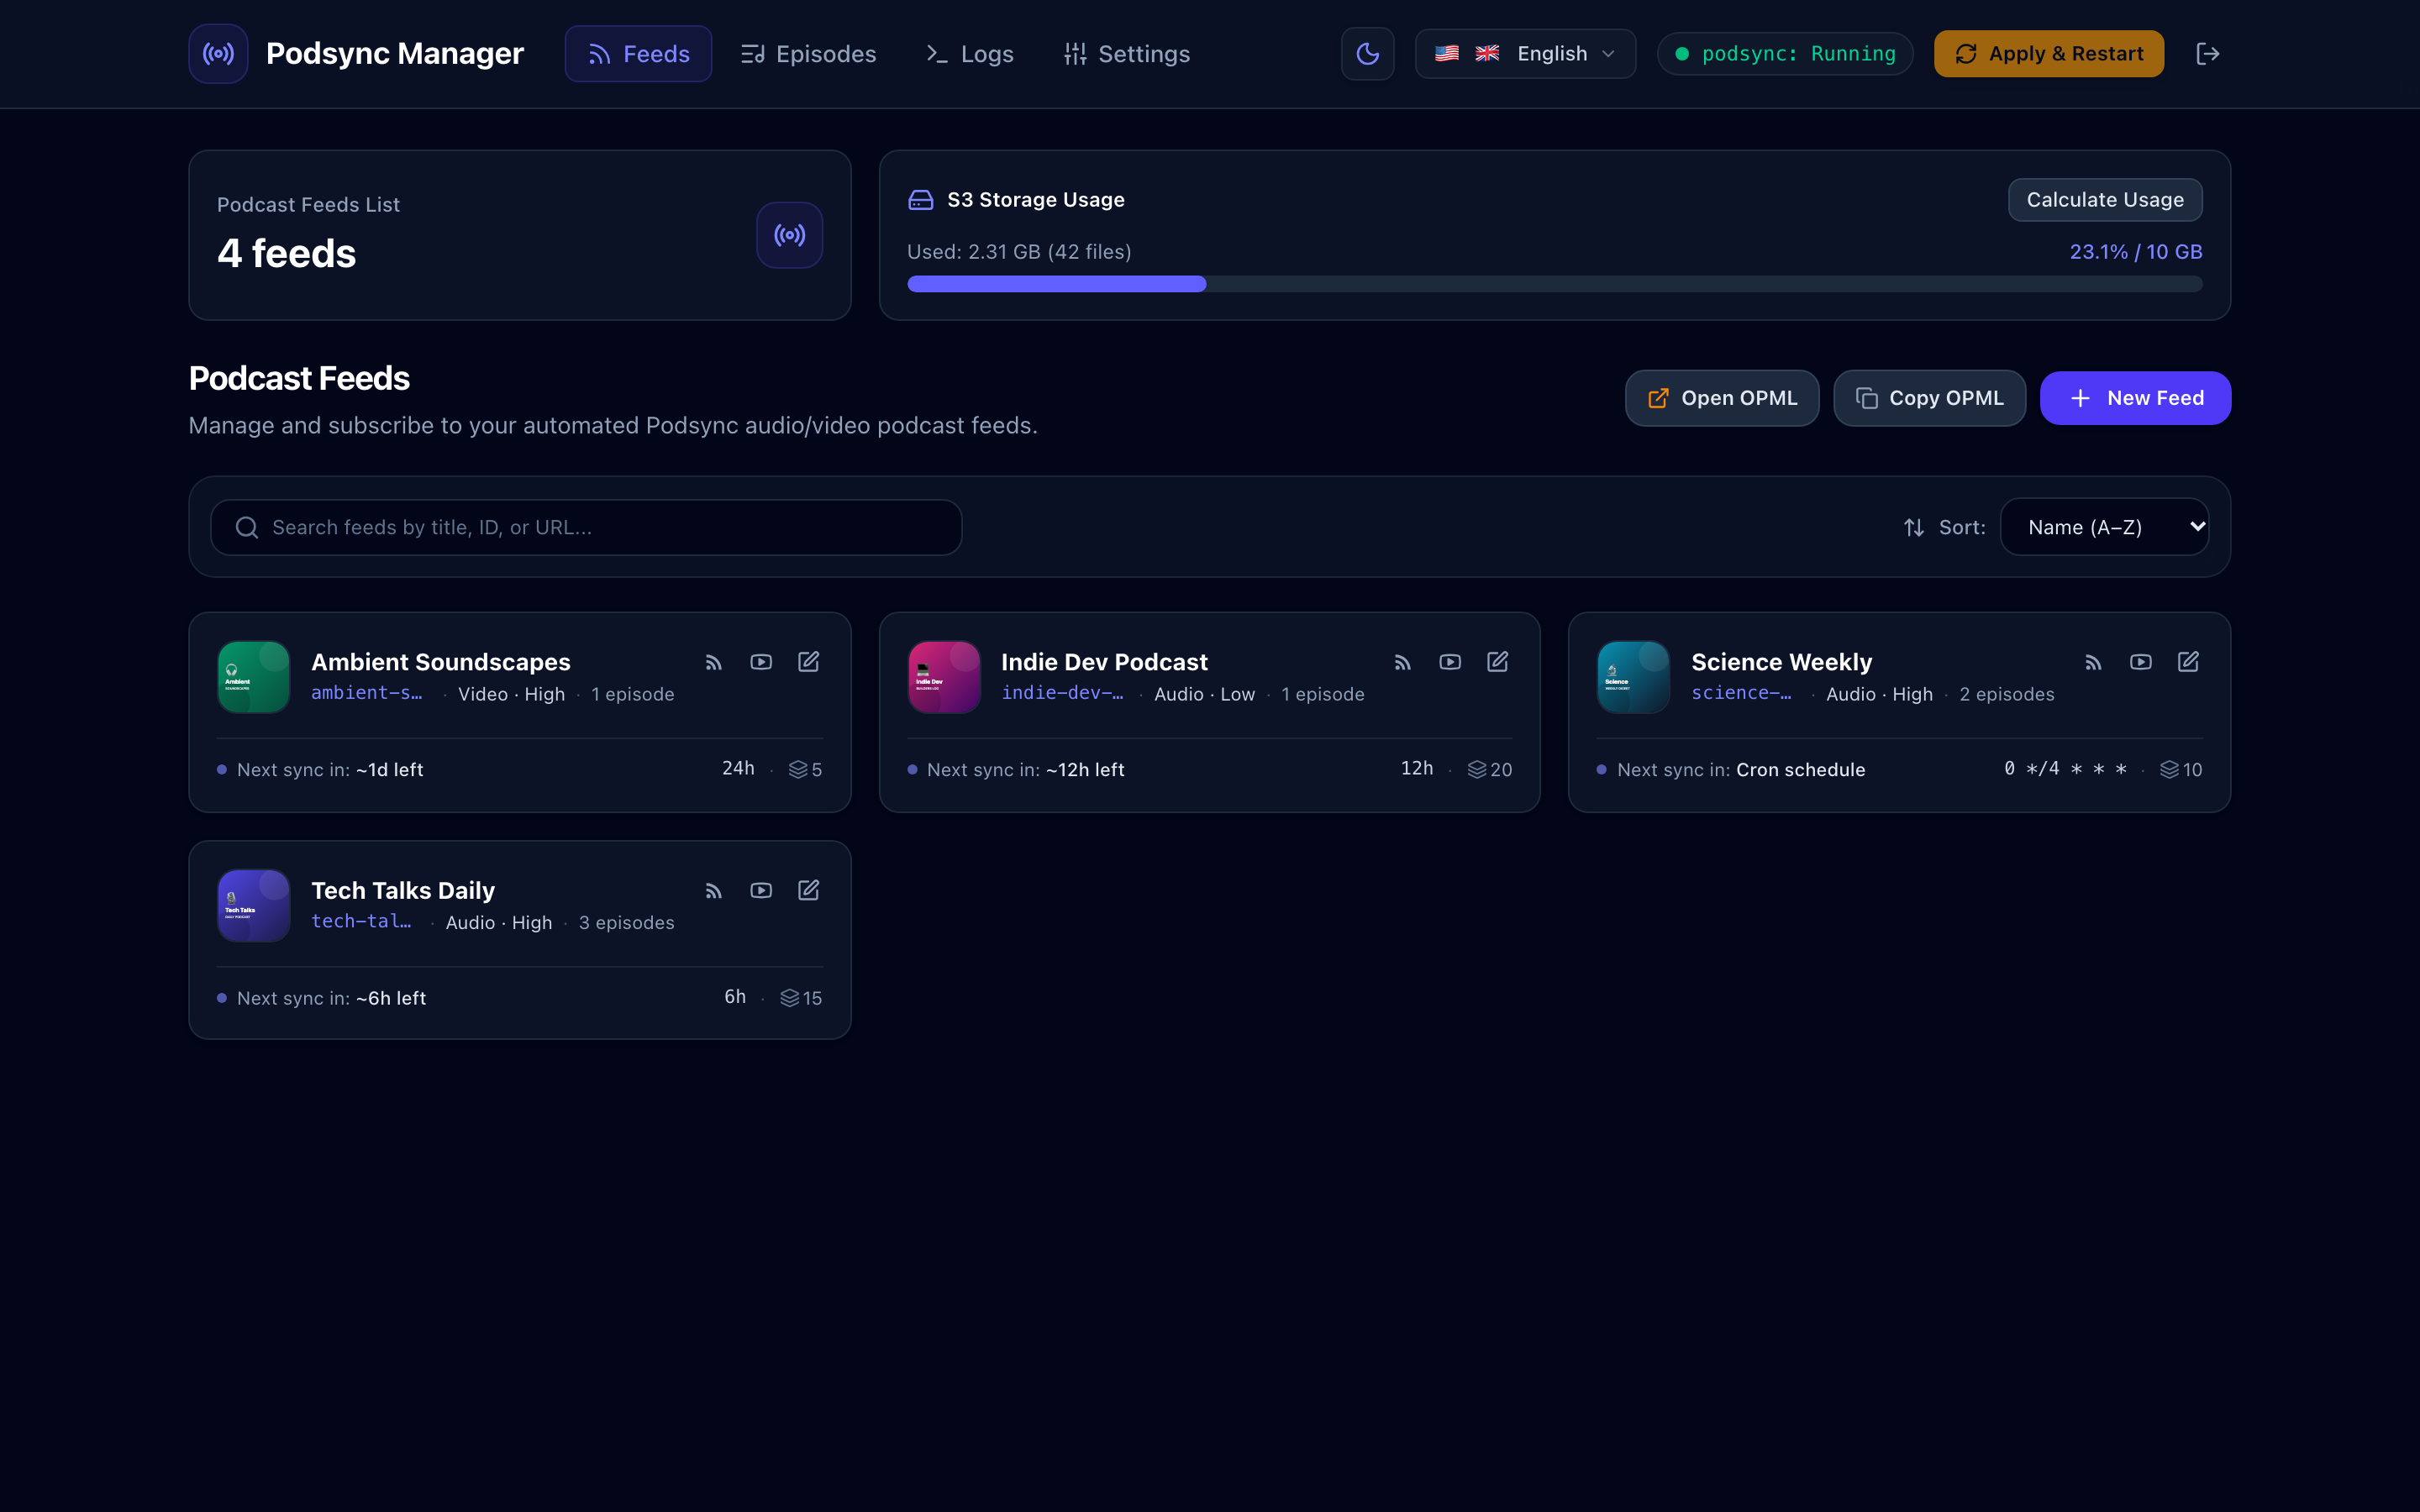 Podsync Manager
Feeds
Episodes
Logs
Settings
English
podsync: Running
Apply & Restart
Podcast Feeds List
4 feeds
S3 Storage Usage
Calculate Usage
Used: 2.31 GB (42 files)
23.1% / 10 GB
Podcast Feeds
Manage and subscribe to your automated Podsync audio/video podcast feeds.
Open OPML
Copy OPML
New Feed
Search feeds by title, ID, or URL...
Sort:
Name (A–Z)
Ambient
Ambient Soundscapes
ambient-s… · Video · High · 1 episode
Next sync in: ~1d left
24h · 5
Indie Dev
Indie Dev Podcast
indie-dev-… · Audio · Low · 1 episode
Next sync in: ~12h left
12h · 20
Science
Science Weekly
science-… · Audio · High · 2 episodes
Next sync in: Cron schedule
0 */4 * * * · 10
Tech Talks
Tech Talks Daily
tech-tal… · Audio · High · 3 episodes
Next sync in: ~6h left
6h · 15